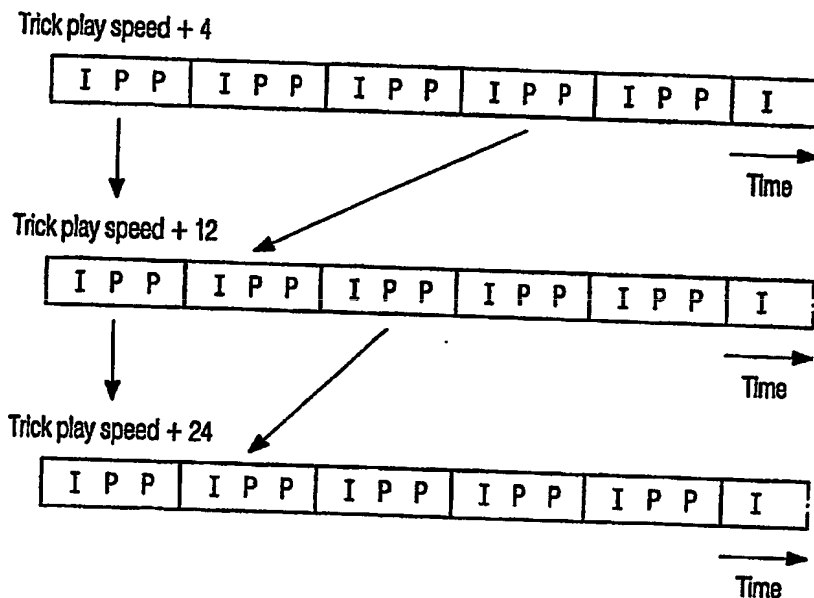 Trick play speed + 4
I P P I P P I P P I P P I P P I
Time
Trick play speed + 12
I P P I P P I P P I P P I P P I
Time
Trick play speed + 24
I P P I P P I P P I P P I P P I
Time